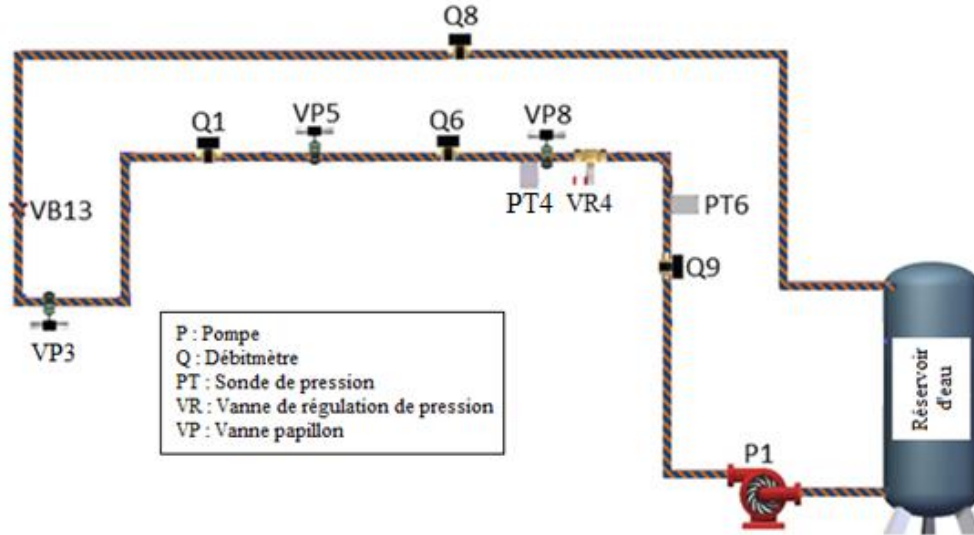 Q8
Q1
VP5
Q6
VP8
PT4
VR4
PT6
VB13
Q9
VP3
P : Pompe
Q : Débitmètre
PT : Sonde de pression
VR : Vanne de régulation de pression
VP : Vanne papillon
P1
Réservoir
d'eau